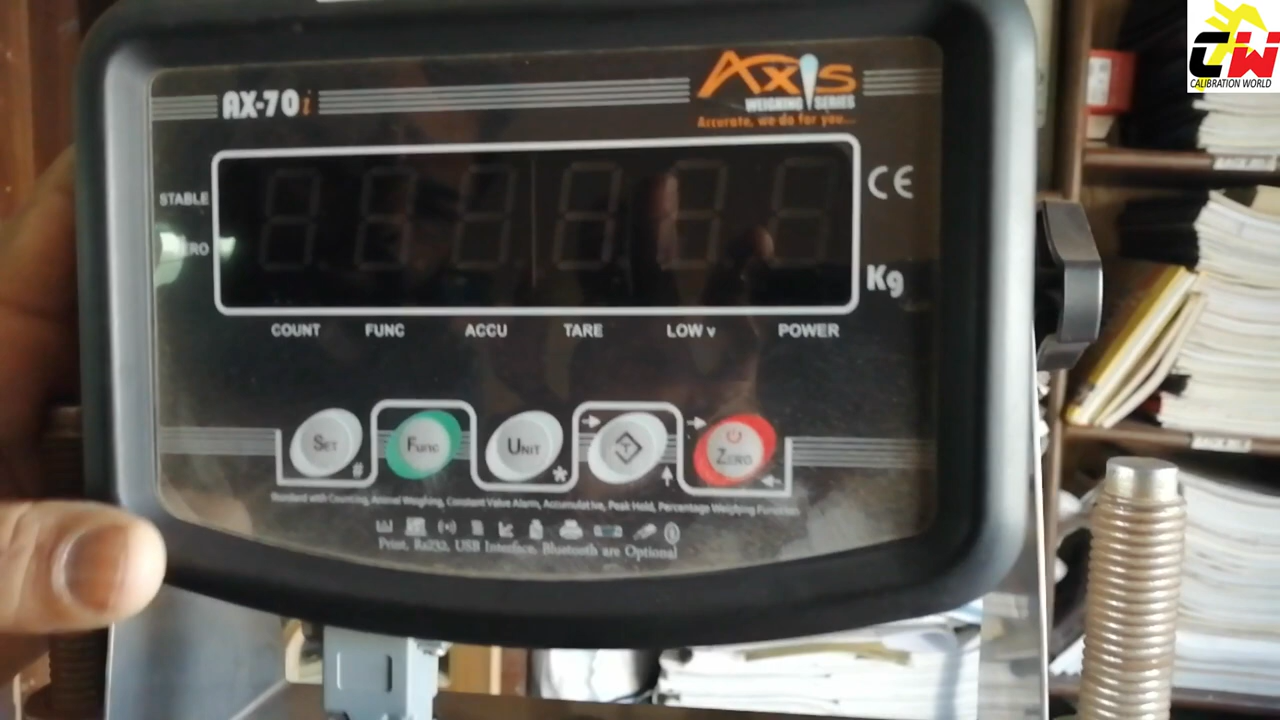 CW
CALIBRATION WORLD
AX-70i
AXIS
WEIGHING SERIES
Accurate, we do for you...
STABLE
ZERO
CE
Kg
COUNT FUNC ACCU TARE LOW v POWER
SET # Func UNIT * T ZERO
Standard with Counting, Animal Weighing, Constant Value Alarm, Accumulative, Peak Hold, Percentage Weighing Function
Print, Rs232, USB Interface, Bluetooth are Optional